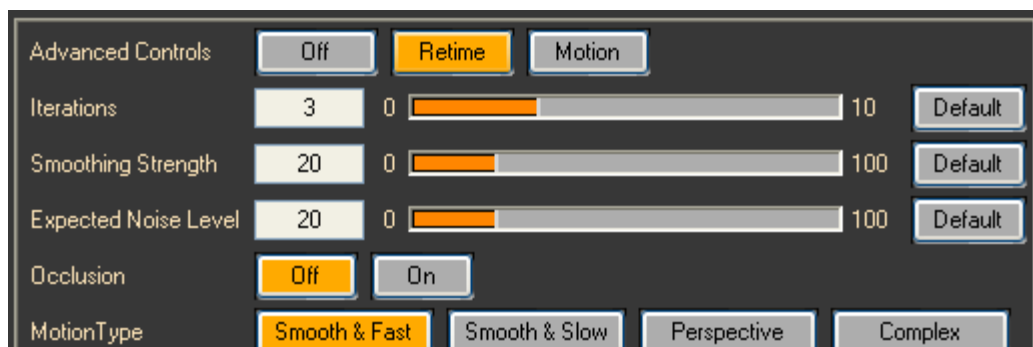 Advanced Controls Off Retime Motion
Iterations 3 0 10 Default
Smoothing Strength 20 0 100 Default
Expected Noise Level 20 0 100 Default
Occlusion Off On
MotionType Smooth & Fast Smooth & Slow Perspective Complex